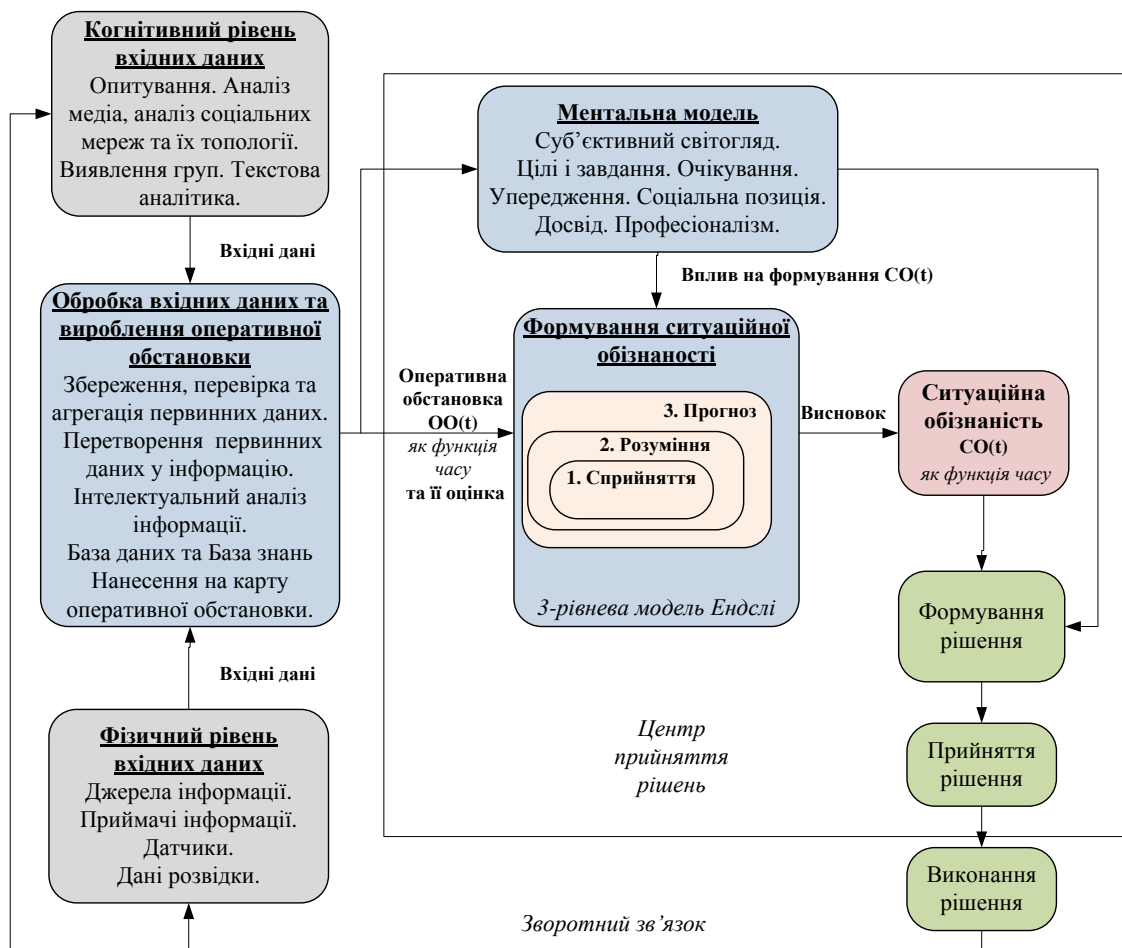 Когнітивний рівень
вхідних даних
Опитування. Аналіз
медіа, аналіз соціальних
мереж та їх топології.
Виявлення груп. Текстова
аналітика.
Вхідні дані
Обробка вхідних даних та
вироблення оперативної
обстановки
Збереження, перевірка та
агрегація первинних даних.
Перетворення первинних
даних у інформацію.
Інтелектуальний аналіз
інформації.
База даних та База знань
Нанесення на карту
оперативної обстановки.
Вхідні дані
Фізичний рівень
вхідних даних
Джерела інформації.
Приймачі інформації.
Датчики.
Дані розвідки.
Ментальна модель
Суб’єктивний світогляд.
Цілі і завдання. Очікування.
Упередження. Соціальна позиція.
Досвід. Професіоналізм.
Вплив на формування СО(t)
Оперативна
обстановка
ОО(t)
як функція
часу
та її оцінка
Формування ситуаційної
обізнаності
3. Прогноз
2. Розуміння
1. Сприйняття
3-рівнева модель Ендслі
Висновок
Ситуаційна
обізнаність
СО(t)
як функція часу
Формування
рішення
Прийняття
рішення
Центр
прийняття
рішень
Виконання
рішення
Зворотний зв’язок